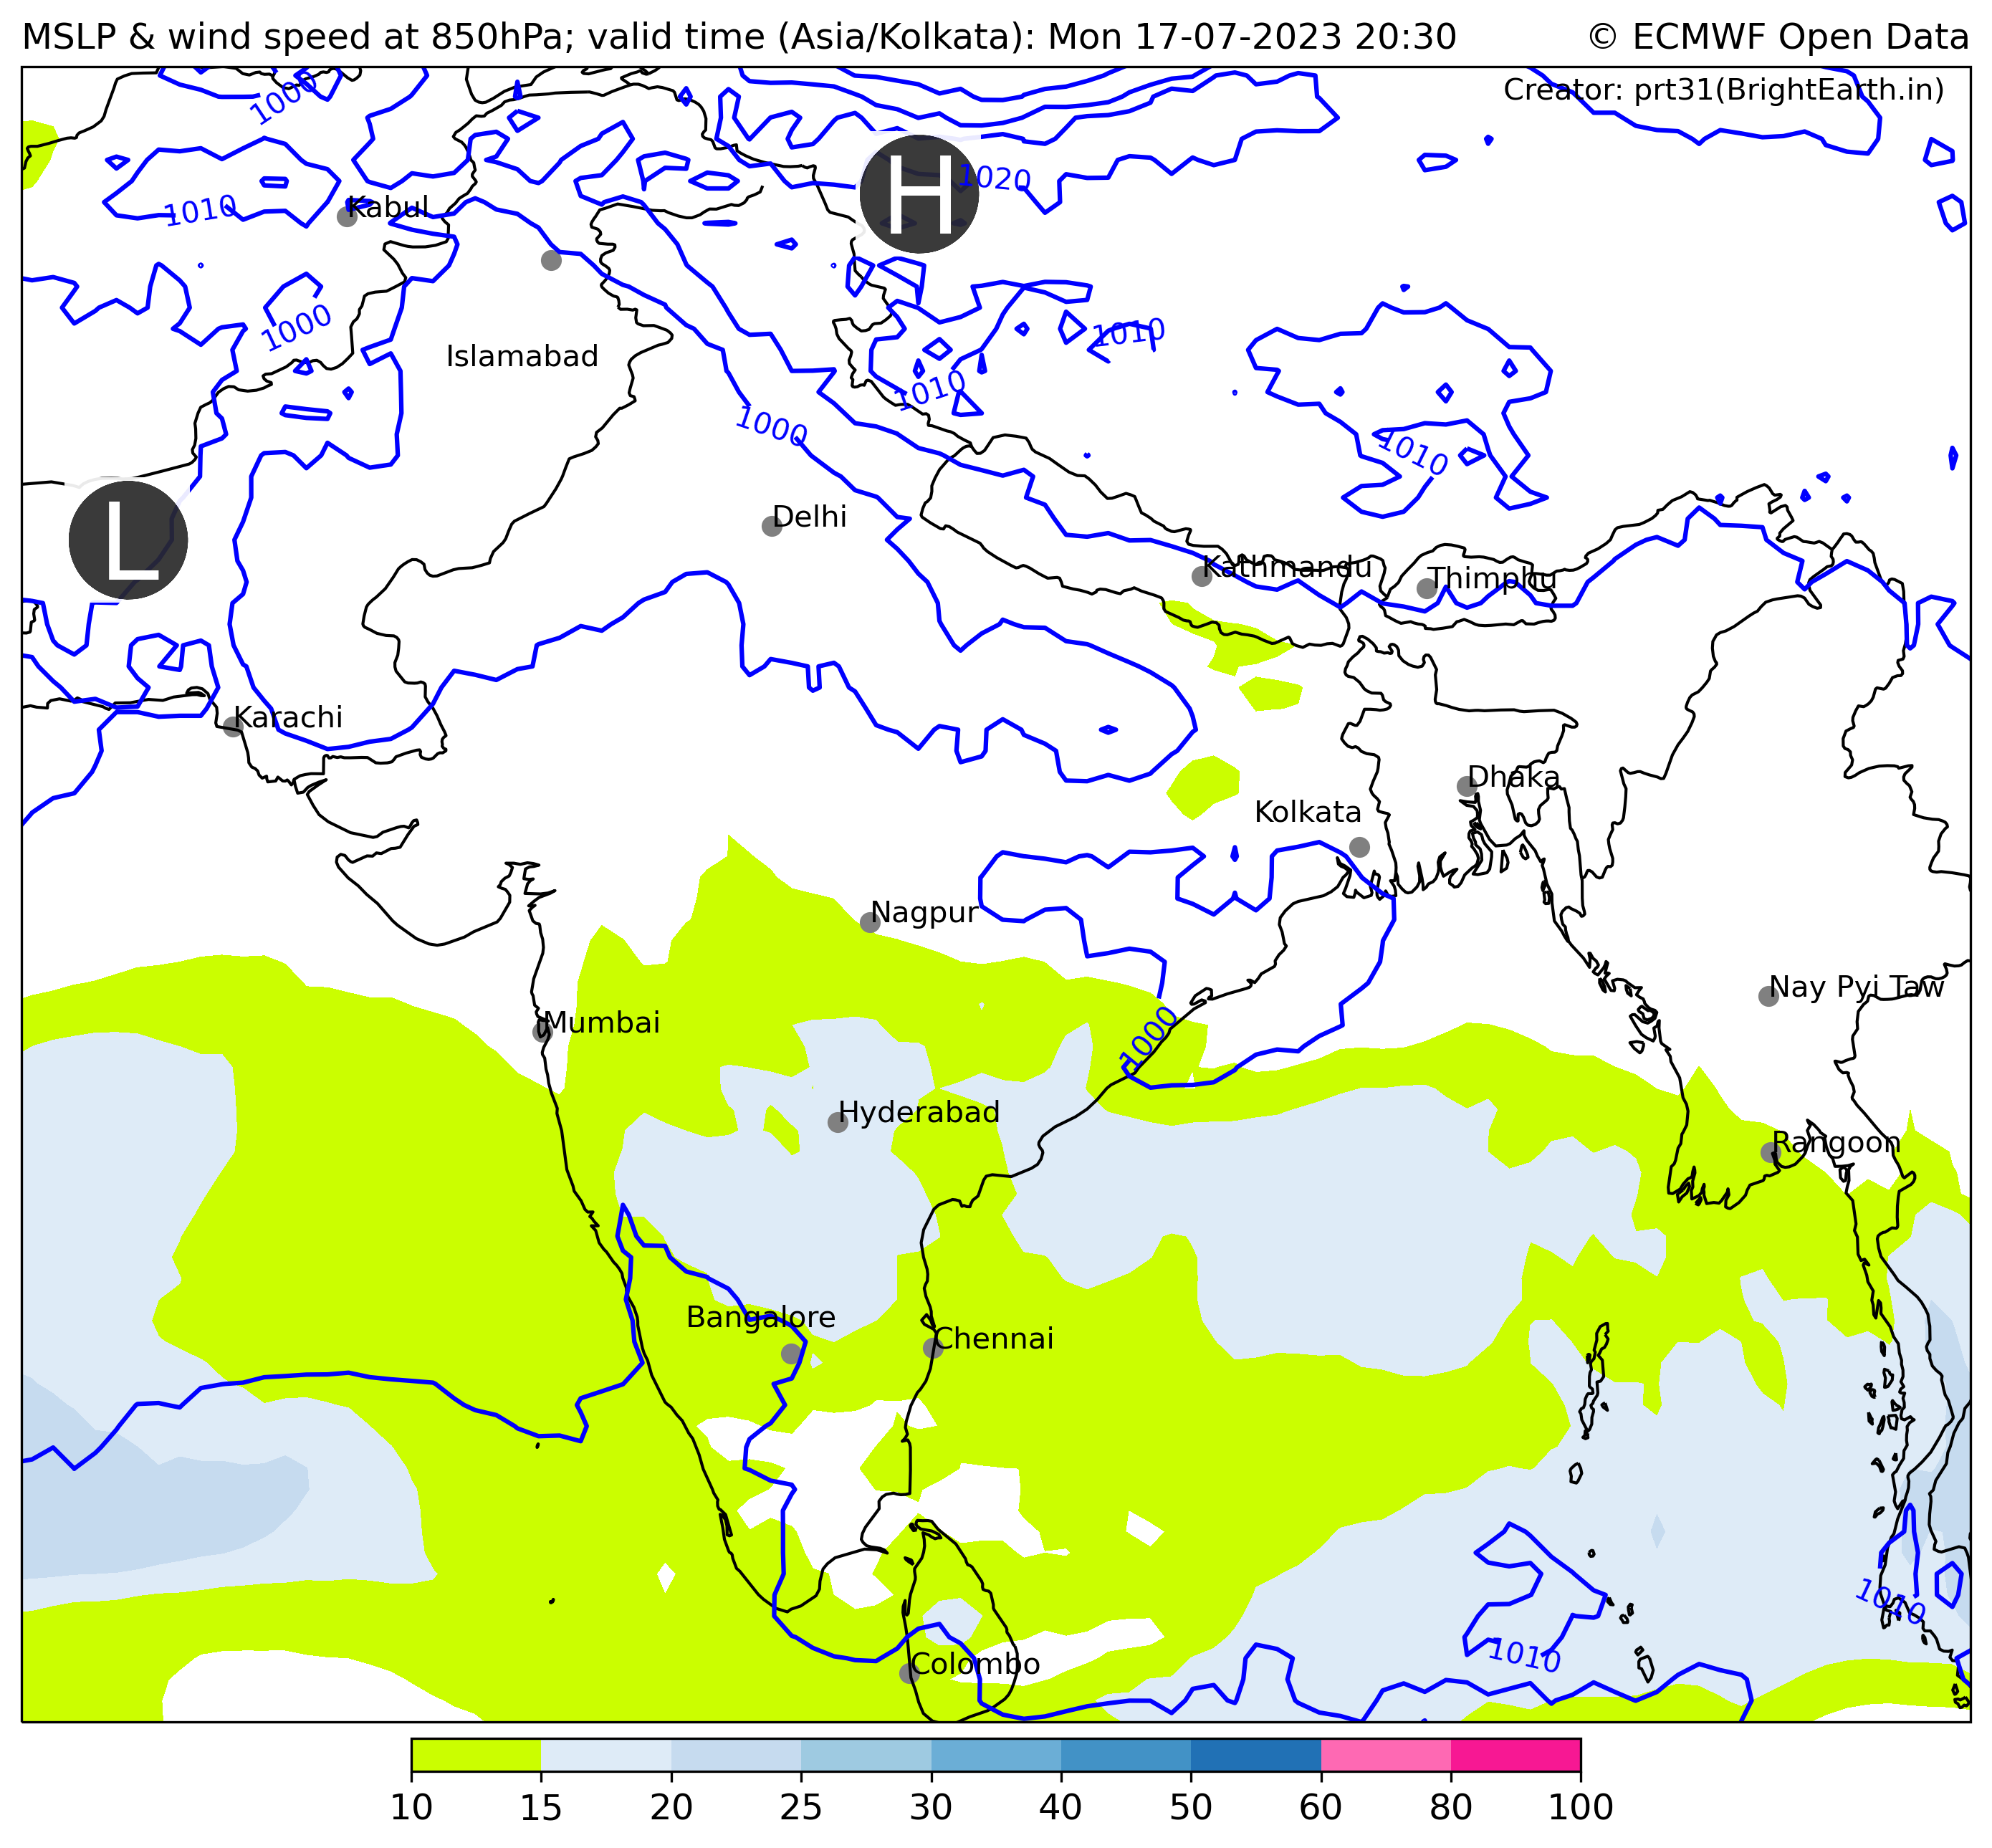 MSLP & wind speed at 850hPa; valid time (Asia/Kolkata): Mon 17-07-2023 20:30
© ECMWF Open Data
Creator: prt31(BrightEarth.in)
1000
H
1020
1010
Kabul
1000
1010
Islamabad
1010
1000
1010
L
Delhi
Kathmandu
Thimphu
Karachi
Dhaka
Kolkata
Nagpur
Nay Pyi Taw
Mumbai
1000
Hyderabad
Rangoon
Bangalore
Chennai
1010
1010
Colombo
10 15 20 25 30 40 50 60 80 100